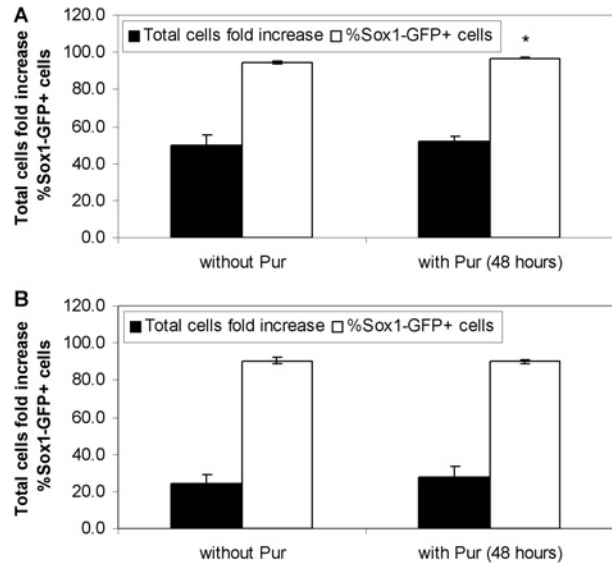 A
Total cells fold increase
%Sox1-GFP+ cells
120.0
100.0
80.0
60.0
40.0
20.0
0.0
Total cells fold increase %Sox1-GFP+ cells
*
without Pur with Pur (48 hours)
B
Total cells fold increase
%Sox1-GFP+ cells
120.0
100.0
80.0
60.0
40.0
20.0
0.0
Total cells fold increase %Sox1-GFP+ cells
without Pur with Pur (48 hours)